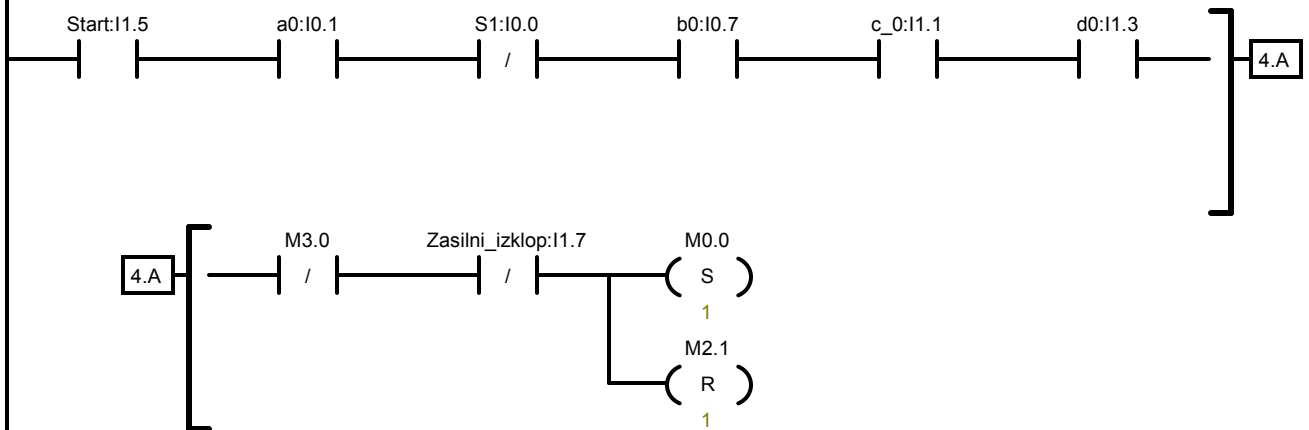 Start:I1.5 a0:I0.1 S1:I0.0 b0:I0.7 c_0:I1.1 d0:I1.3
/ 4.A
M3.0 Zasilni_izklop:I1.7 M0.0
4.A / / S
1
M2.1
R
1